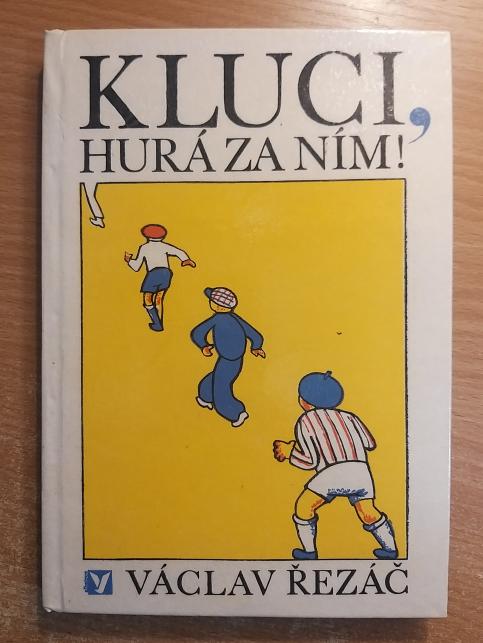 KLUCI,
HURÁ ZA NÍM!
VÁCLAV ŘEZÁČ